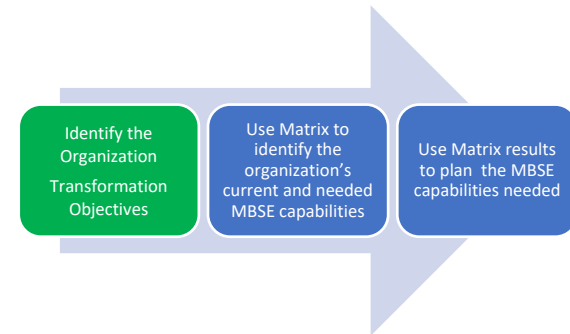 Identify the
Organization
Transformation
Objectives
Use Matrix to
identify the
organization's
current and needed
MBSE capabilities
Use Matrix results
to plan the MBSE
capabilities needed